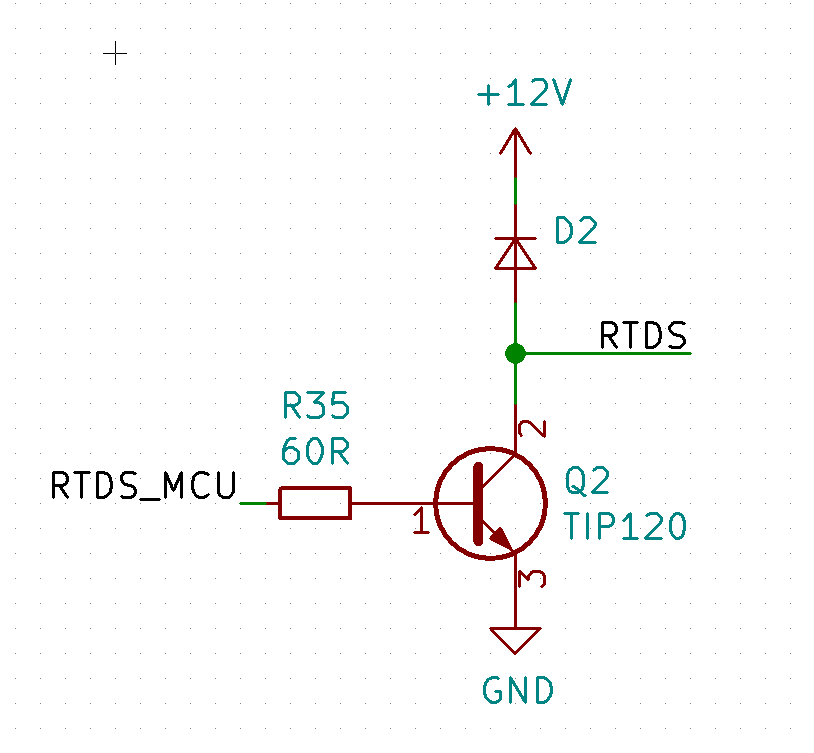 +12V
D2
RTDS
2
R35
60R
RTDS_MCU
1
Q2
TIP120
3
GND